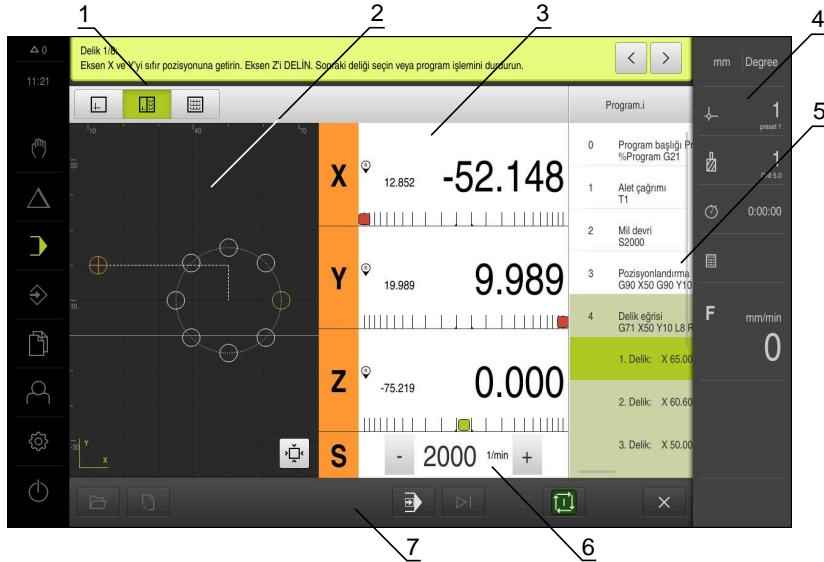 1
2
3
4
5
6
7
0
11:21
Delik 1/8:
Eksen X ve Y'yi sıfır pozisyonuna getirin. Eksen Z'i DELİN. Sonraki deliği seçin veya program işlemini durdurun.
mm Degree
1
preset 1
1
0:00:00
F mm/min
0
10 40 70
50
10
-30
Y
X
X
R
12.852
-52.148
Y
R
19.989
9.989
Z
R
-75.219
0.000
S
- 2000 1/min +
Program.i
0 Program başlığı Pr
%Program G21
1 Alet çağrımı
T1
2 Mil devri
S2000
3 Pozisyonlandırma
G90 X50 G90 Y10
4 Delik eğrisi
G71 X50 Y10 L8 R
1. Delik: X 65.00
2. Delik: X 60.60
3. Delik: X 50.00